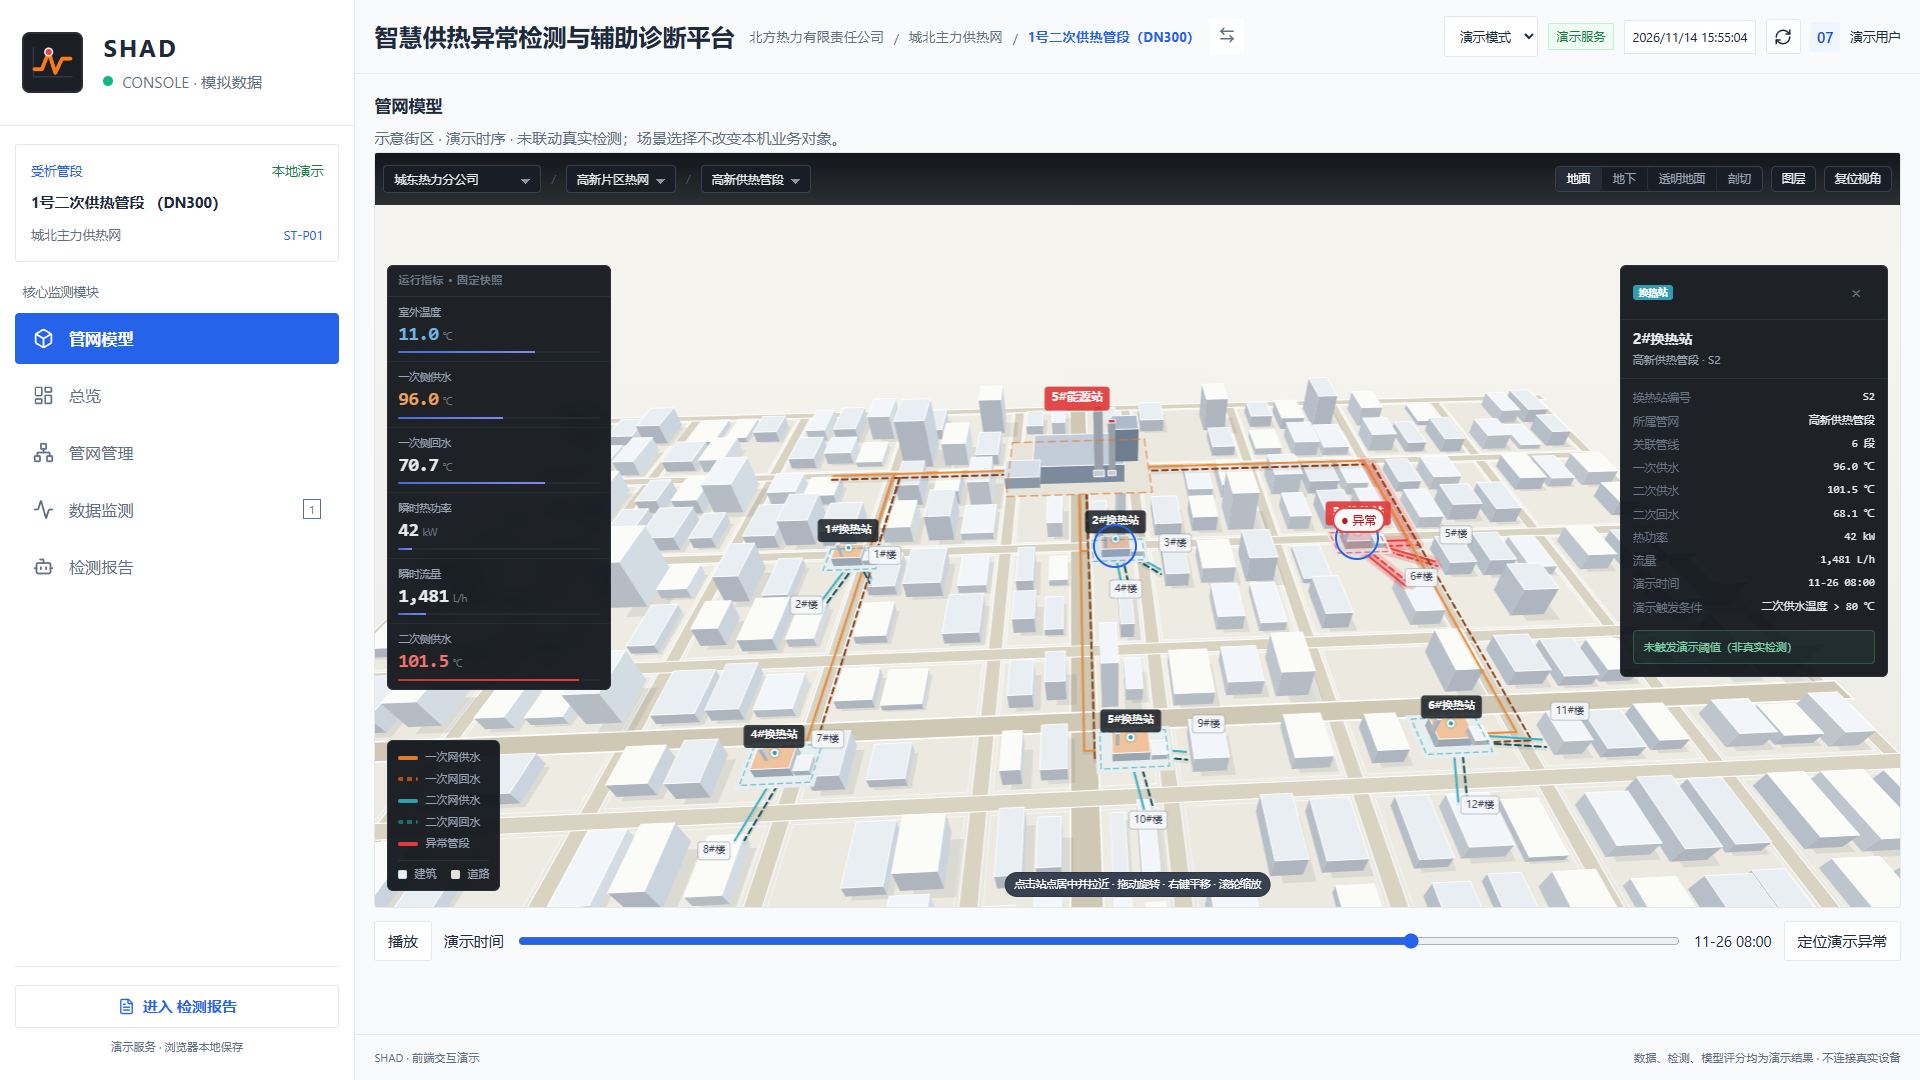 SHAD
CONSOLE · 模拟数据
受析管段 本地演示
1号二次供热管段 （DN300）
城北主力供热网 ST-P01
核心监测模块
管网模型
总览
管网管理
数据监测 1
检测报告
进入 检测报告
演示服务 · 浏览器本地保存
智慧供热异常检测与辅助诊断平台 北方热力有限责任公司 / 城北主力供热网 / 1号二次供热管段（DN300） 演示模式 演示服务 2026/11/14 15:55:04 07 演示用户
管网模型
示意街区 · 演示时序 · 未联动真实检测；场景选择不改变本机业务对象。
城东热力分公司 / 高新片区热网 / 高新供热管段 地面 地下 透明地面 剖切 图层 复位视角
运行指标 • 固定快照
室外温度
11.0 ℃
一次侧供水
96.0 ℃
一次侧回水
70.7 ℃
瞬时热功率
42 kW
瞬时流量
1,481 L/h
二次侧供水
101.5 ℃
一次网供水
一次网回水
二次网供水
二次网回水
异常管段
建筑 道路
5#能源站
1#换热站
2#换热站
异常
1#楼
2#楼
3#楼
4#楼
5#楼
6#楼
4#换热站
5#换热站
6#换热站
7#楼
8#楼
9#楼
10#楼
11#楼
12#楼
点击站点居中并拉近 · 拖动旋转 · 右键平移 · 滚轮缩放
换热站 ×
2#换热站
高新供热管段 · S2
换热站编号 S2
所属管网 高新供热管段
关联管线 6 段
一次供水 96.0 ℃
二次供水 101.5 ℃
二次回水 68.1 ℃
热功率 42 kW
流量 1,481 L/h
演示时间 11-26 08:00
演示触发条件 二次供水温度 > 80 ℃
未触发演示阈值（非真实检测）
播放 演示时间 11-26 08:00 定位演示异常
SHAD · 前端交互演示 数据、检测、模型评分均为演示结果 · 不连接真实设备